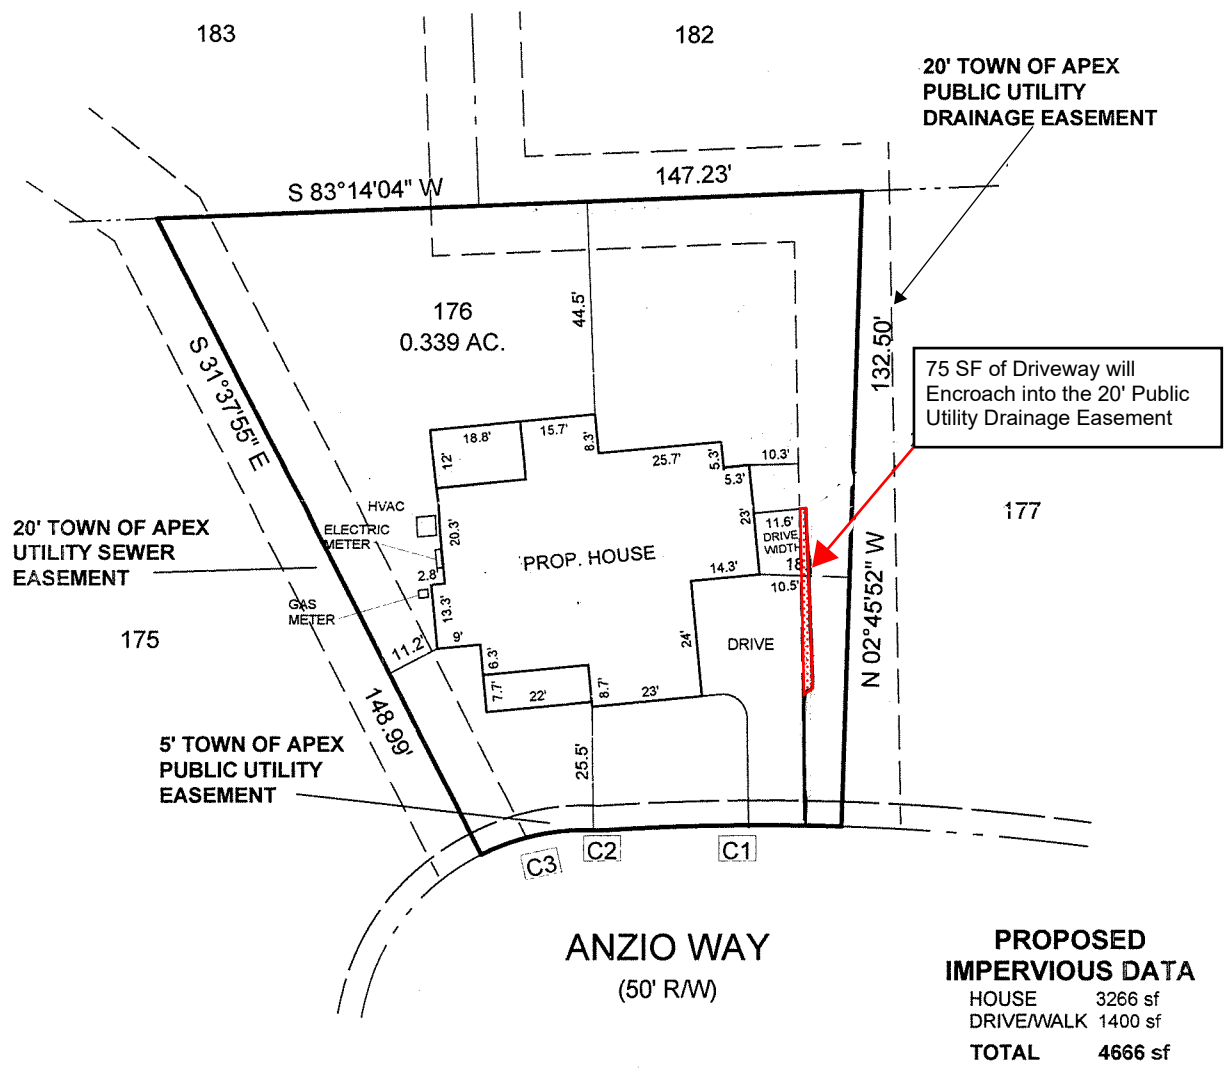 183
182
20' TOWN OF APEX
PUBLIC UTILITY
DRAINAGE EASEMENT
S 83°14'04" W
147.23'
176
0.339 AC.
44.5'
132.50'
S 31°37'55" E
75 SF of Driveway will
Encroach into the 20' Public
Utility Drainage Easement
18.8'
15.7'
8.3'
12'
25.7'
5.3'
10.3'
5.3'
HVAC
ELECTRIC
METER
20.3'
23'
11.6'
DRIVE
WIDTH
18
177
20' TOWN OF APEX
UTILITY SEWER
EASEMENT
PROP. HOUSE
2.8'
14.3'
10.5'
GAS
METER
13.3'
N 02°45'52" W
175
11.2'
9'
6.3'
24'
DRIVE
7.7'
22'
8.7'
23'
148.99'
5' TOWN OF APEX
PUBLIC UTILITY
EASEMENT
25.5'
C3
C2
C1
ANZIO WAY
(50' R/W)
PROPOSED
IMPERVIOUS DATA
HOUSE 3266 sf
DRIVE/WALK 1400 sf
TOTAL 4666 sf